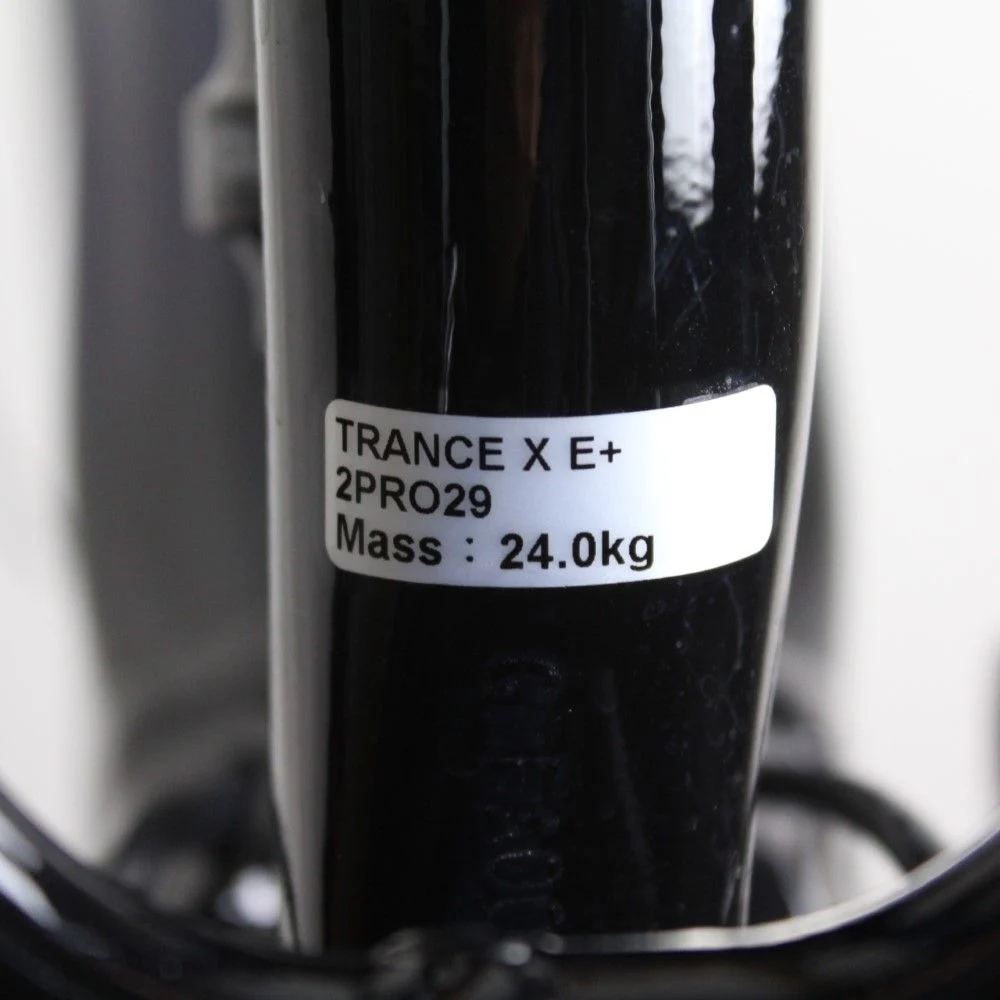 TRANCE X E+
2PRO29
Mass : 24.0kg